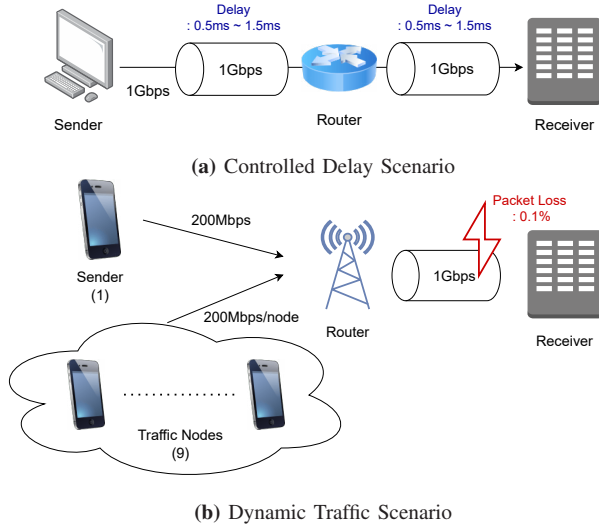 Delay
: 0.5ms ~ 1.5ms
Delay
: 0.5ms ~ 1.5ms
1Gbps
1Gbps
1Gbps
Sender
Router
Receiver
(a) Controlled Delay Scenario
Packet Loss
: 0.1%
200Mbps
Sender
(1)
1Gbps
200Mbps/node
Router
Receiver
Traffic Nodes
(9)
(b) Dynamic Traffic Scenario